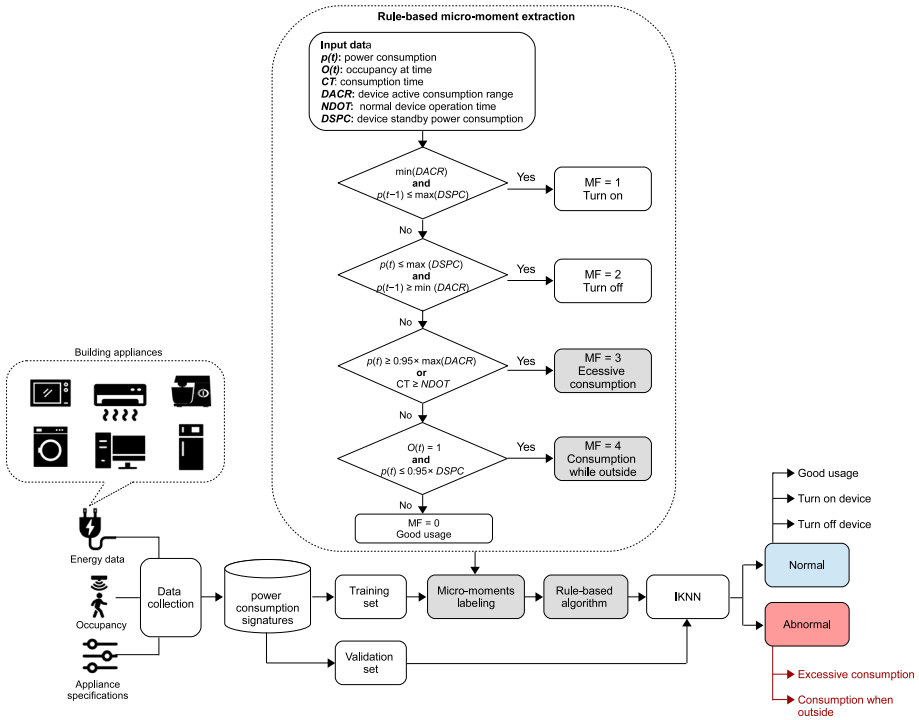 Rule-based micro-moment extraction
Input data
p(t): power consumption
O(t): occupancy at time
CT: consumption time
DACR: device active consumption range
NDOT: normal device operation time
DSPC: device standby power consumption
min(DACR)
and
p(t−1) ≤ max(DSPC)
Yes
MF = 1
Turn on
No
p(t) ≤ max (DSPC)
and
p(t−1) ≥ min (DACR)
Yes
MF = 2
Turn off
No
p(t) ≥ 0.95× max(DACR)
or
CT ≥ NDOT
Yes
MF = 3
Ecessive
consumption
No
O(t) = 1
and
p(t) ≤ 0.95× DSPC
Yes
MF = 4
Consumption
while outside
No
MF = 0
Good usage
Building appliances
Energy data
Occupancy
Appliance
specifications
Data
collection
power
consumption
signatures
Training
set
Validation
set
Micro-moments
labeling
Rule-based
algorithm
IKNN
Good usage
Turn on device
Turn off device
Normal
Abnormal
Excessive consumption
Consumption when
outside